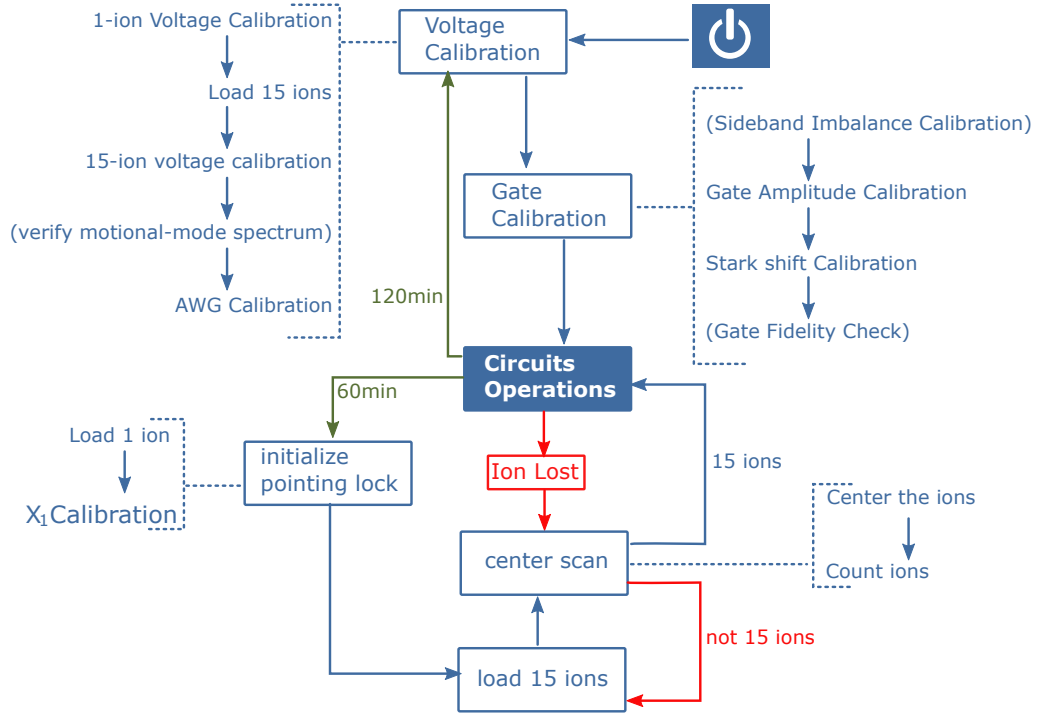 1-ion Voltage Calibration
Load 15 ions
15-ion voltage calibration
(verify motional-mode spectrum)
AWG Calibration
Voltage
Calibration
Gate
Calibration
(Sideband Imbalance Calibration)
Gate Amplitude Calibration
Stark shift Calibration
(Gate Fidelity Check)
120min
Circuits
Operations
60min
Load 1 ion
X₁Calibration
initialize
pointing lock
Ion Lost
15 ions
center scan
Center the ions
Count ions
not 15 ions
load 15 ions